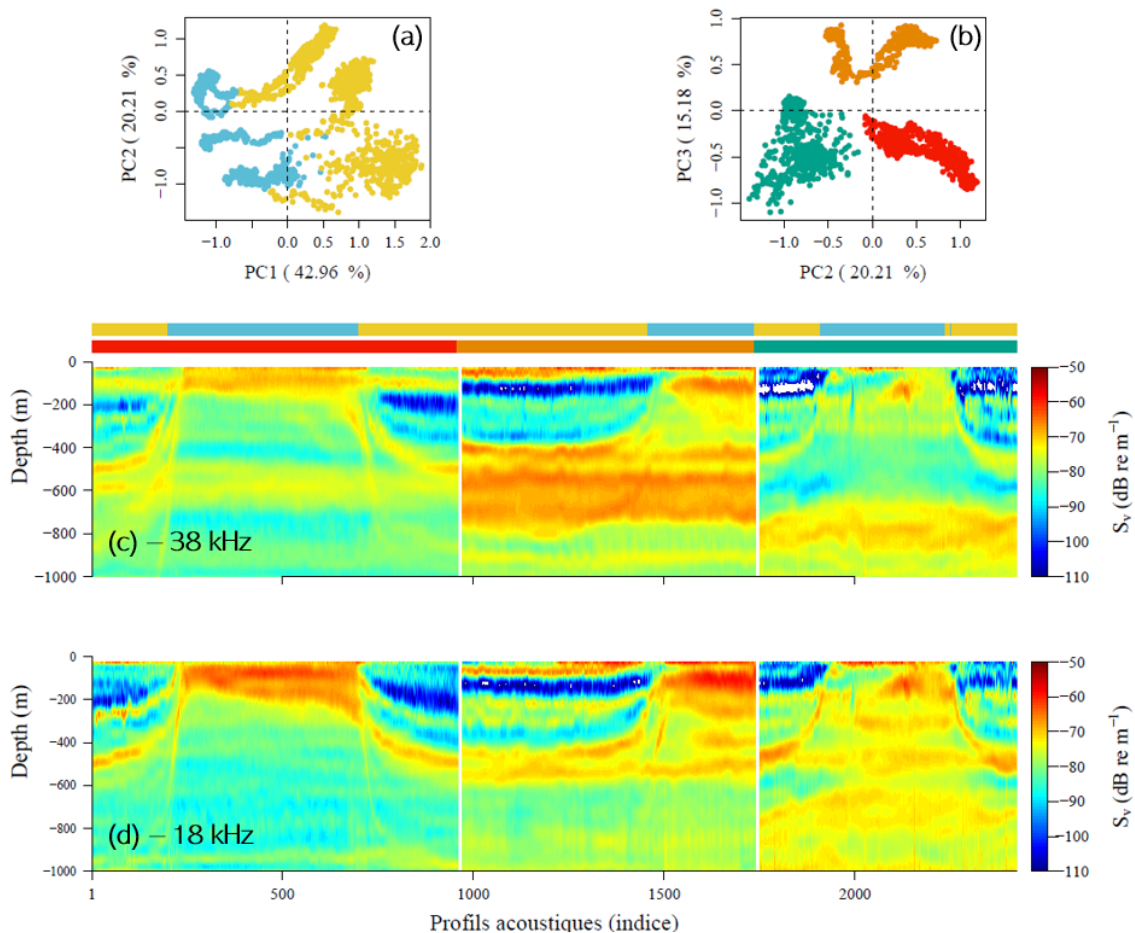 (a)
PC2 ( 20.21 %)
1.0
0.5
0.0
−1.0
−1.0 0.0 0.5 1.0 1.5 2.0
PC1 ( 42.96 %)
(b)
PC3 ( 15.18 %)
1.0
0.5
0.0
−0.5
−1.0
−1.0 −0.5 0.0 0.5 1.0
PC2 ( 20.21 %)
Depth (m)
0
−200
−400
−600
−800
−1000
(c) – 38 kHz
−50
−60
−70
−80
−90
−100
−110
Sv (dB re m−1)
Depth (m)
0
−200
−400
−600
−800
−1000
(d) – 18 kHz
−50
−60
−70
−80
−90
−100
−110
Sv (dB re m−1)
1 500 1000 1500 2000
Profils acoustiques (indice)